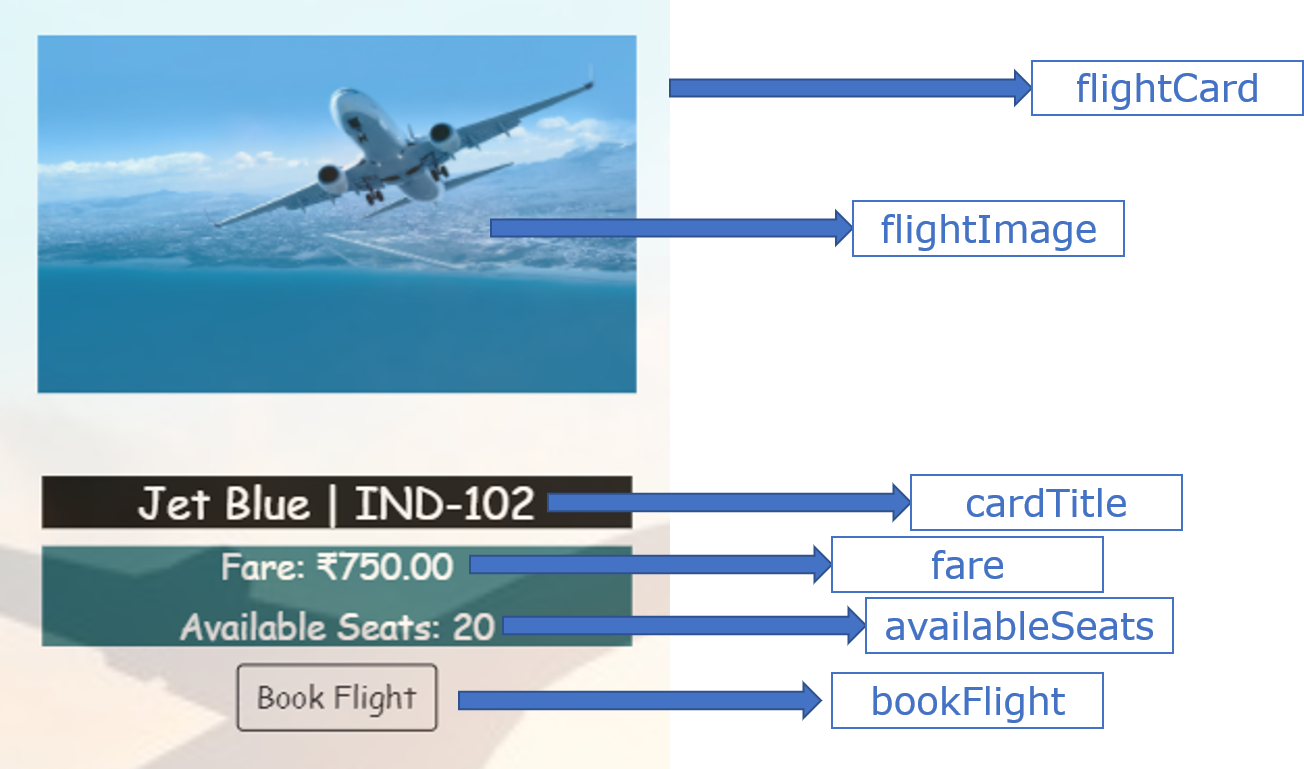 flightCard
flightImage
Jet Blue | IND-102
cardTitle
Fare: ₹750.00
fare
Available Seats: 20
availableSeats
Book Flight
bookFlight